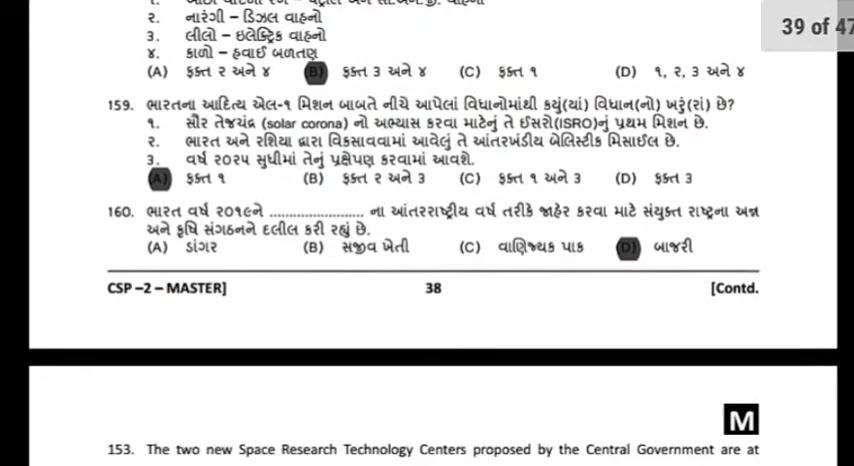 ૨. નારંગી – ડિઝલ વાહનો
39 of 47
૩. લીલો – ઇલેક્ટ્રિક વાહનો
૪. કાળો – હવાઈ બળતણ
(A) ફક્ત ૨ અને ૪ (B) ફક્ત ૩ અને ૪ (C) ફક્ત ૧ (D) ૧, ૨, ૩ અને ૪
159. ભારતના આદિત્ય એલ-૧ મિશન બાબતે નીચે આપેલાં વિધાનોમાંથી કયું(યાં) વિધાન(નો) ખરું(રાં) છે?
૧. સૌર તેજચંદ્ર (solar corona) નો અભ્યાસ કરવા માટેનું તે ઈસરો(ISRO)નું પ્રથમ મિશન છે.
૨. ભારત અને રશિયા દ્વારા વિકસાવવામાં આવેલું તે આંતરખંડીય બેલિસ્ટીક મિસાઈલ છે.
૩. વર્ષ ૨૦૨૫ સુધીમાં તેનું પ્રક્ષેપણ કરવામાં આવશે.
(A) ફક્ત ૧ (B) ફક્ત ૨ અને ૩ (C) ફક્ત ૧ અને ૩ (D) ફક્ત ૩
160. ભારત વર્ષ ૨૦૧૯ને ........................ ના આંતરરાષ્ટ્રીય વર્ષ તરીકે જાહેર કરવા માટે સંયુક્ત રાષ્ટ્રના અન્ન
અને કૃષિ સંગઠનને દલીલ કરી રહ્યું છે.
(A) ડાંગર (B) સજીવ ખેતી (C) વાણિજ્યક પાક (D) બાજરી
CSP –2 – MASTER] 38 [Contd.
M
153. The two new Space Research Technology Centers proposed by the Central Government are at